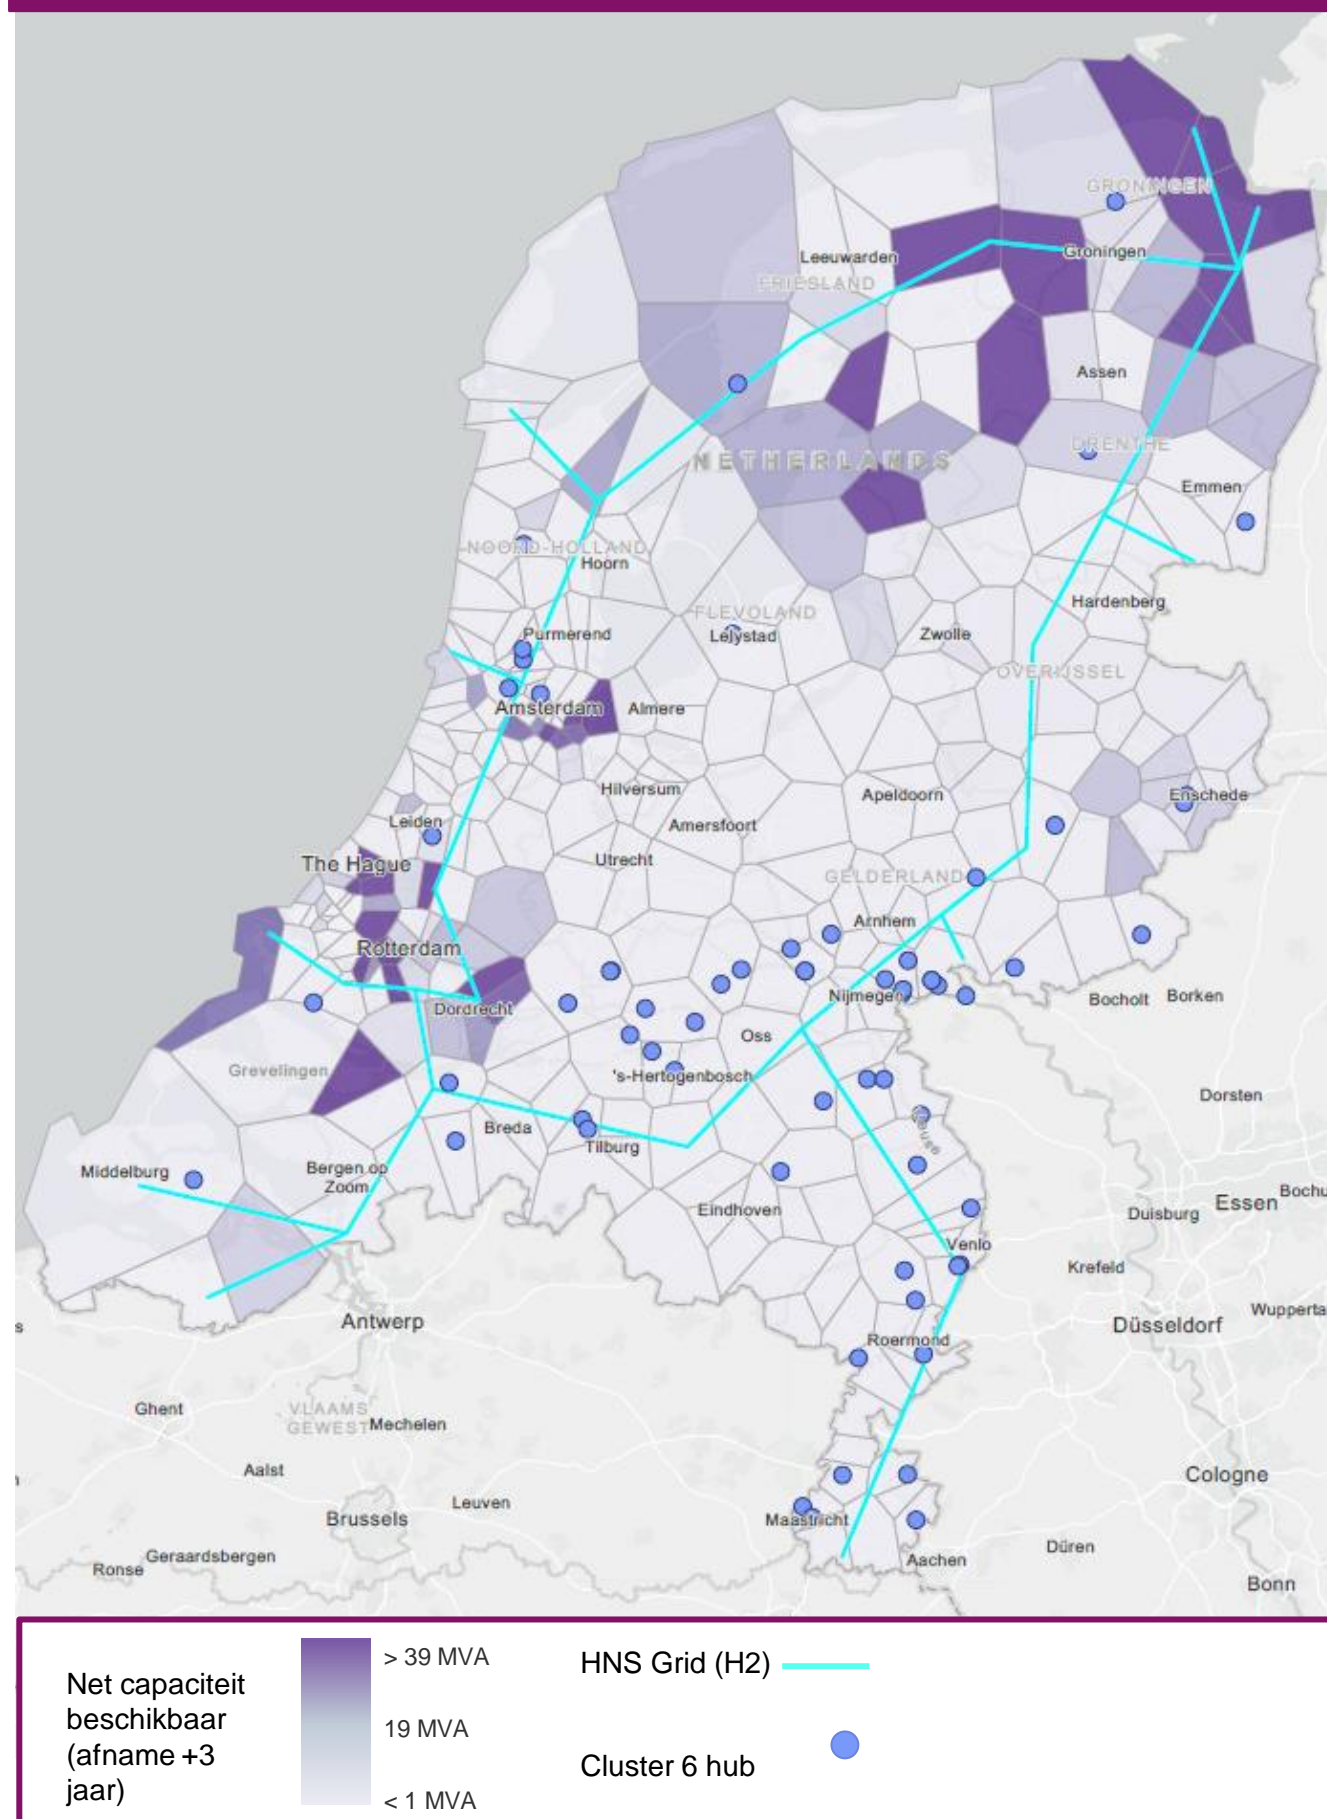 GRONINGEN
Groningen
Leeuwarden
FRIESLAND
Assen
DRENTHE
NETHERLANDS
Emmen
NOORD-HOLLAND
Hoorn
Hardenberg
FLEVOLAND
Purmerend
Lelystad
Zwolle
OVERIJSSEL
Amsterdam
Almere
Hilversum
Apeldoorn
Enschede
Leiden
Amersfoort
The Hague
Utrecht
GELDERLAND
Arnhem
Rotterdam
Nijmegen
Bocholt
Borken
Dordrecht
Oss
Grevelingen
's-Hertogenbosch
Dorsten
Meuse
Breda
Tilburg
Middelburg
Bergen op
Zoom
Eindhoven
Duisburg
Essen
Bochu
Venlo
Krefeld
Antwerp
Düsseldorf
Wupperta
s
Roermond
Ghent
VLAAMS
GEWEST
Mechelen
Aalst
Cologne
Leuven
Brussels
Maastricht
Geraardsbergen
Ronse
Aachen
Düren
Bonn
Net capaciteit
beschikbaar
(afname +3
jaar)
> 39 MVA
19 MVA
< 1 MVA
HNS Grid (H2)
Cluster 6 hub